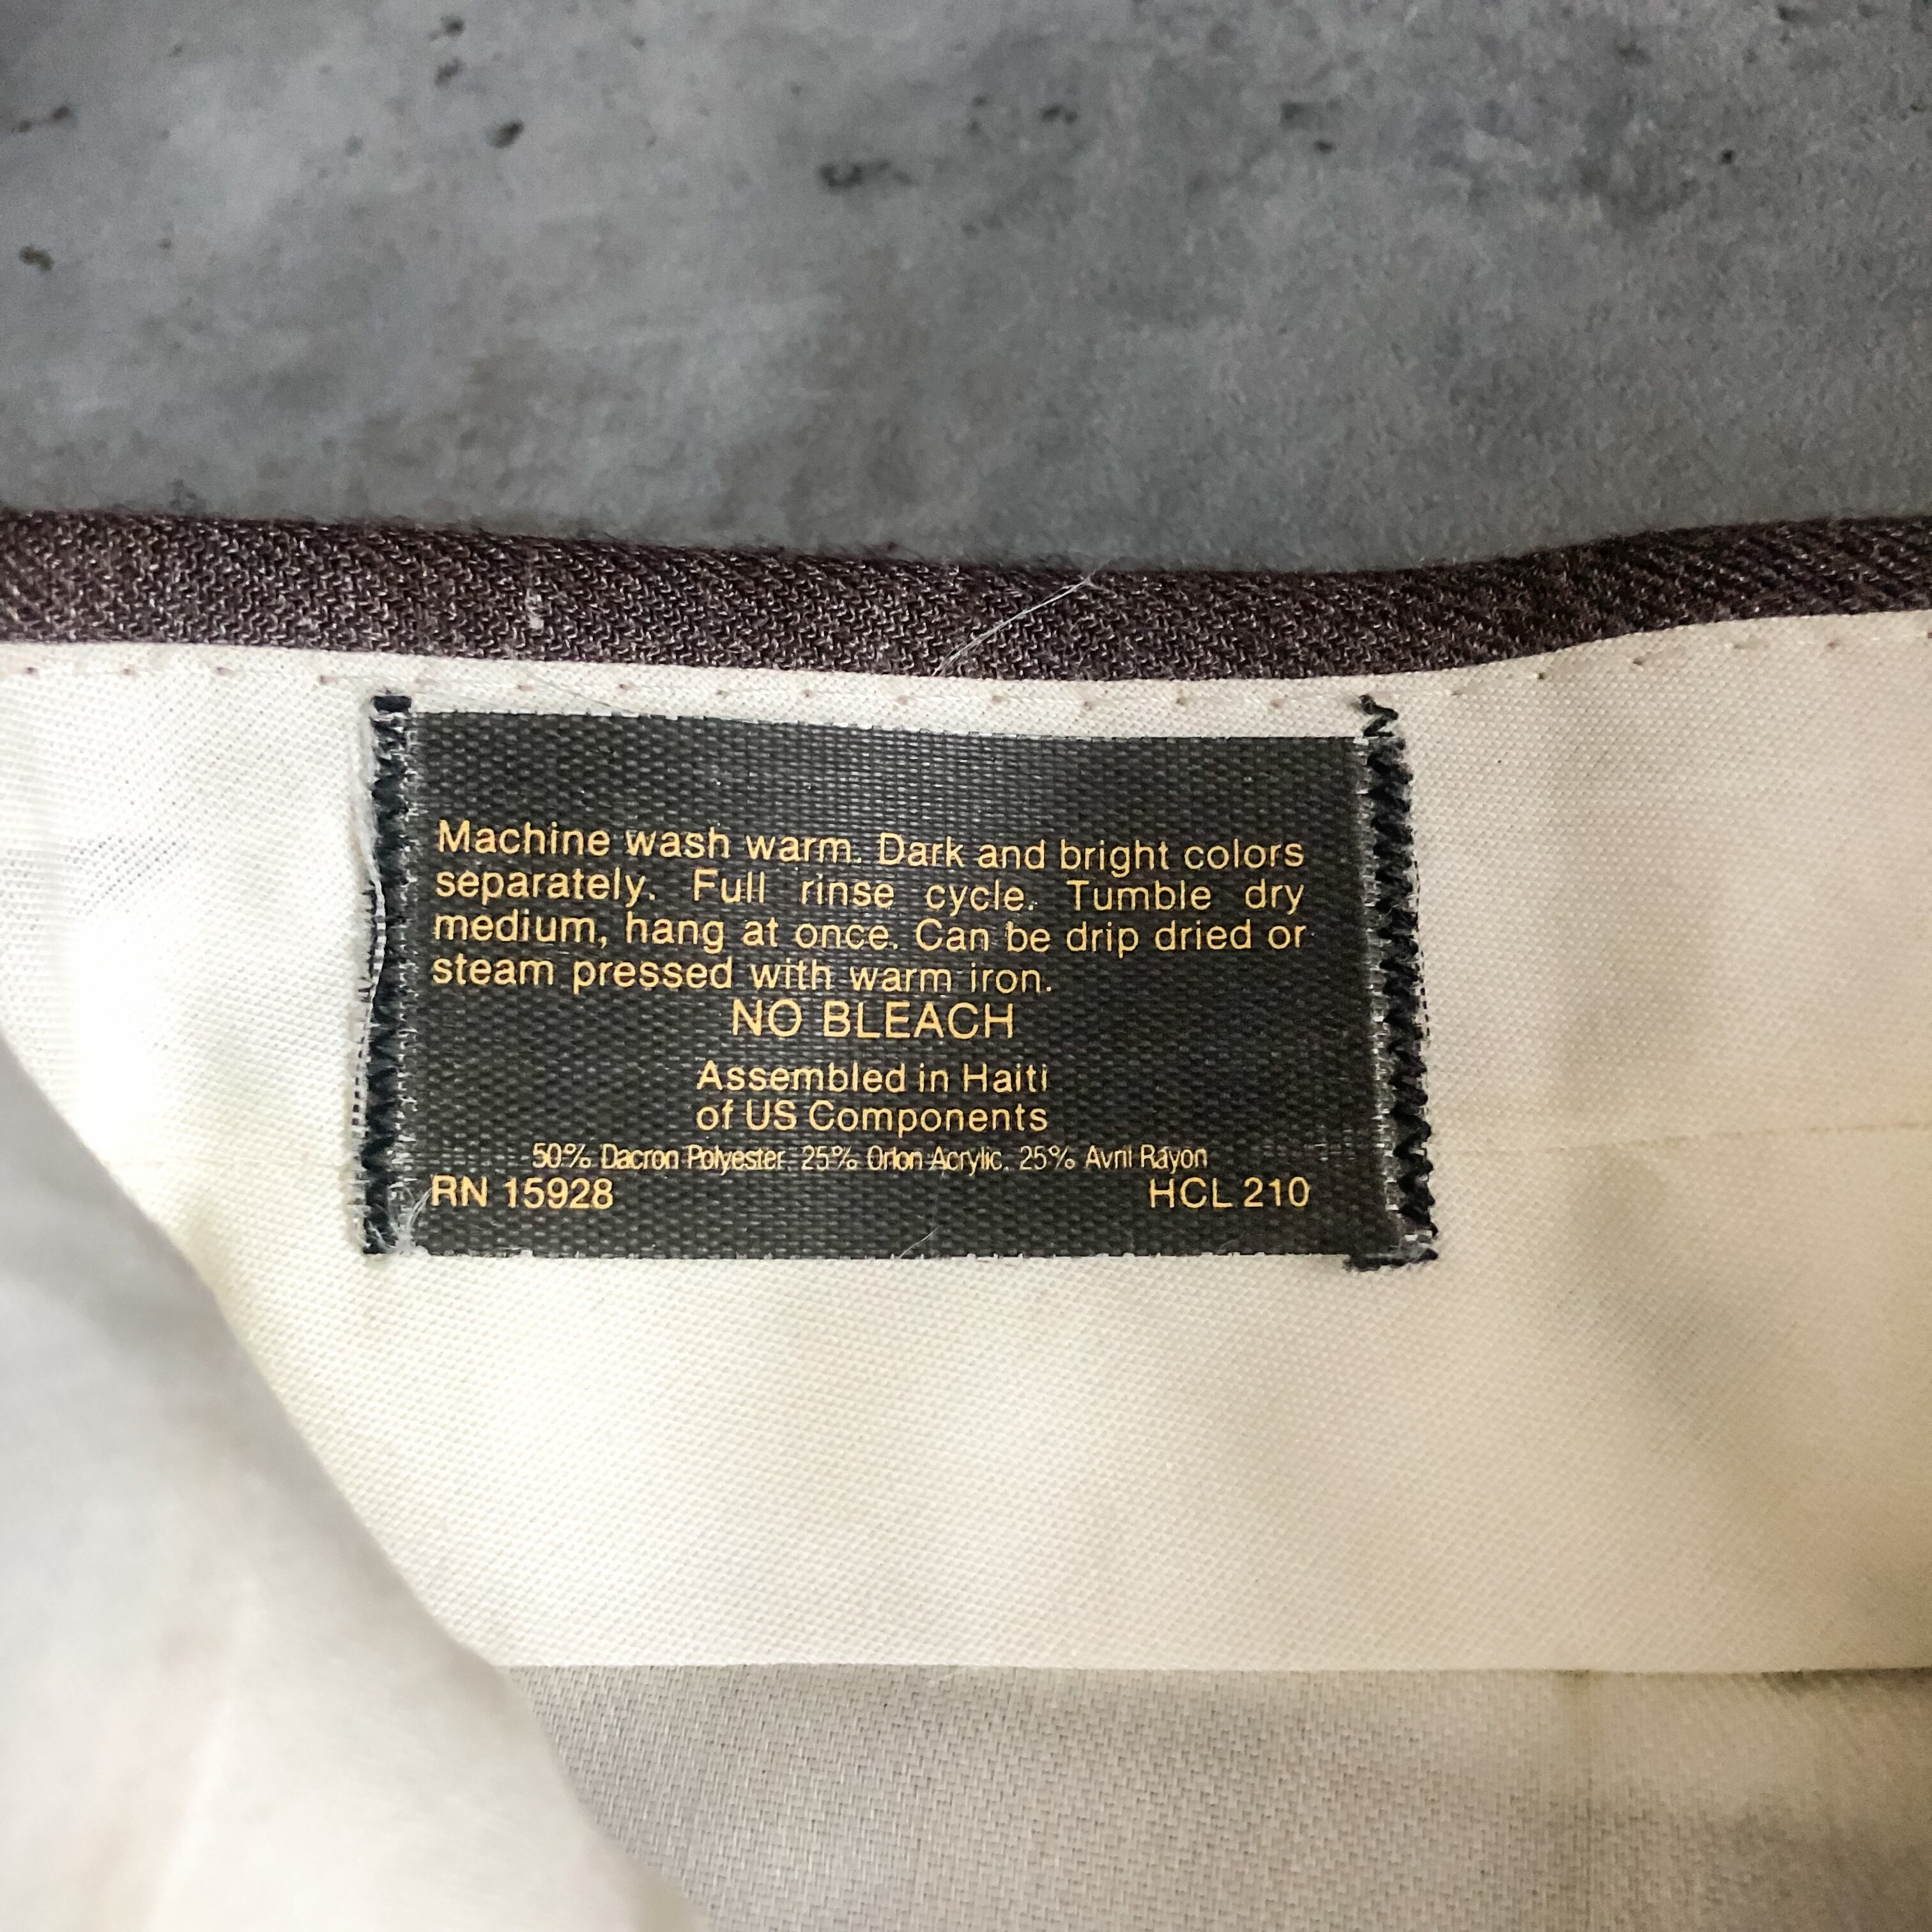 Machine wash warm. Dark and bright colors
separately. Full rinse cycle. Tumble dry
medium, hang at once. Can be drip dried or
steam pressed with warm iron.
NO BLEACH
Assembled in Haiti
of US Components
50% Dacron Polyester. 25% Orlon Acrylic. 25% Avril Rayon
RN 15928 HCL 210